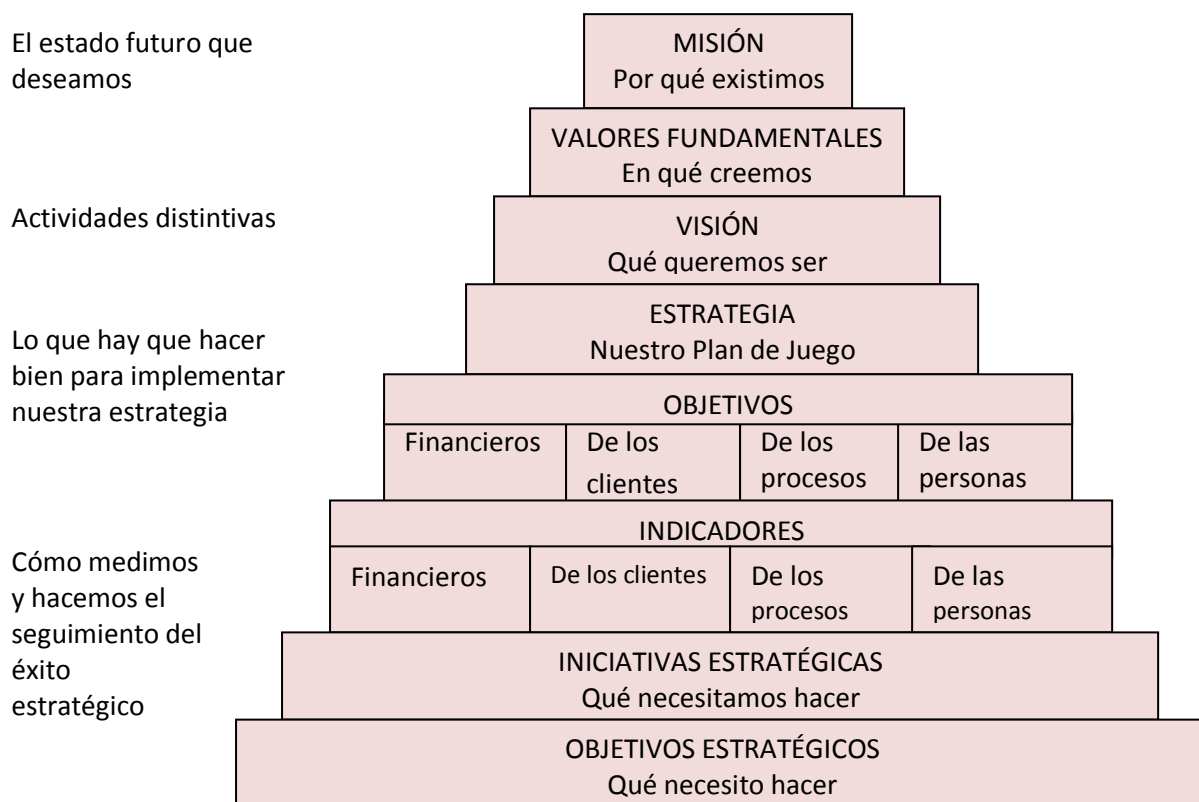 El estado futuro que
deseamos
MISIÓN
Por qué existimos
VALORES FUNDAMENTALES
En qué creemos
Actividades distintivas
VISIÓN
Qué queremos ser
ESTRATEGIA
Nuestro Plan de Juego
Lo que hay que hacer
bien para implementar
nuestra estrategia
OBJETIVOS
Financieros
De los
clientes
De los
procesos
De las
personas
INDICADORES
Financieros
De los clientes
De los
procesos
De las
personas
Cómo medimos
y hacemos el
seguimiento del
éxito
estratégico
INICIATIVAS ESTRATÉGICAS
Qué necesitamos hacer
OBJETIVOS ESTRATÉGICOS
Qué necesito hacer